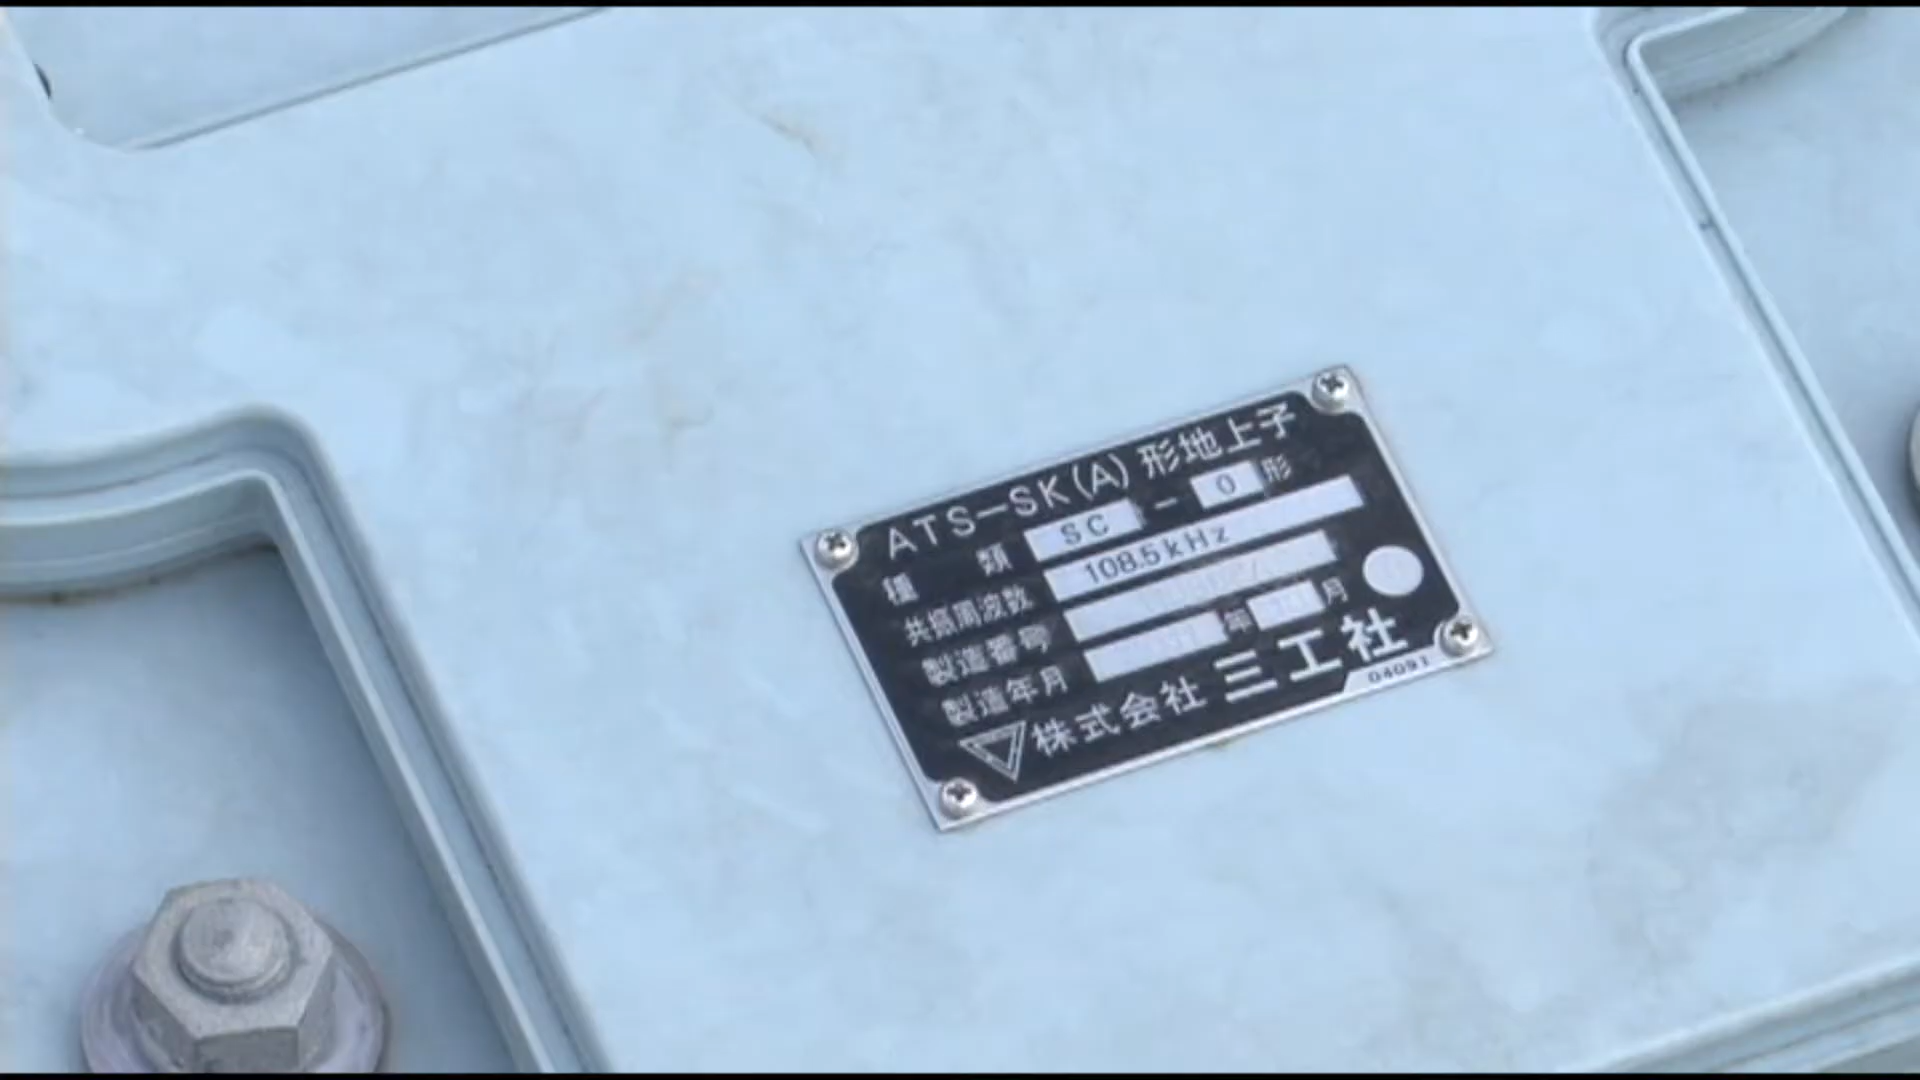 ATS-SK(A)形地上子
種類 SC - 0 形
共振周波数 108.5kHz
製造番号
製造年月 年 月
株式会社 三工社
04091